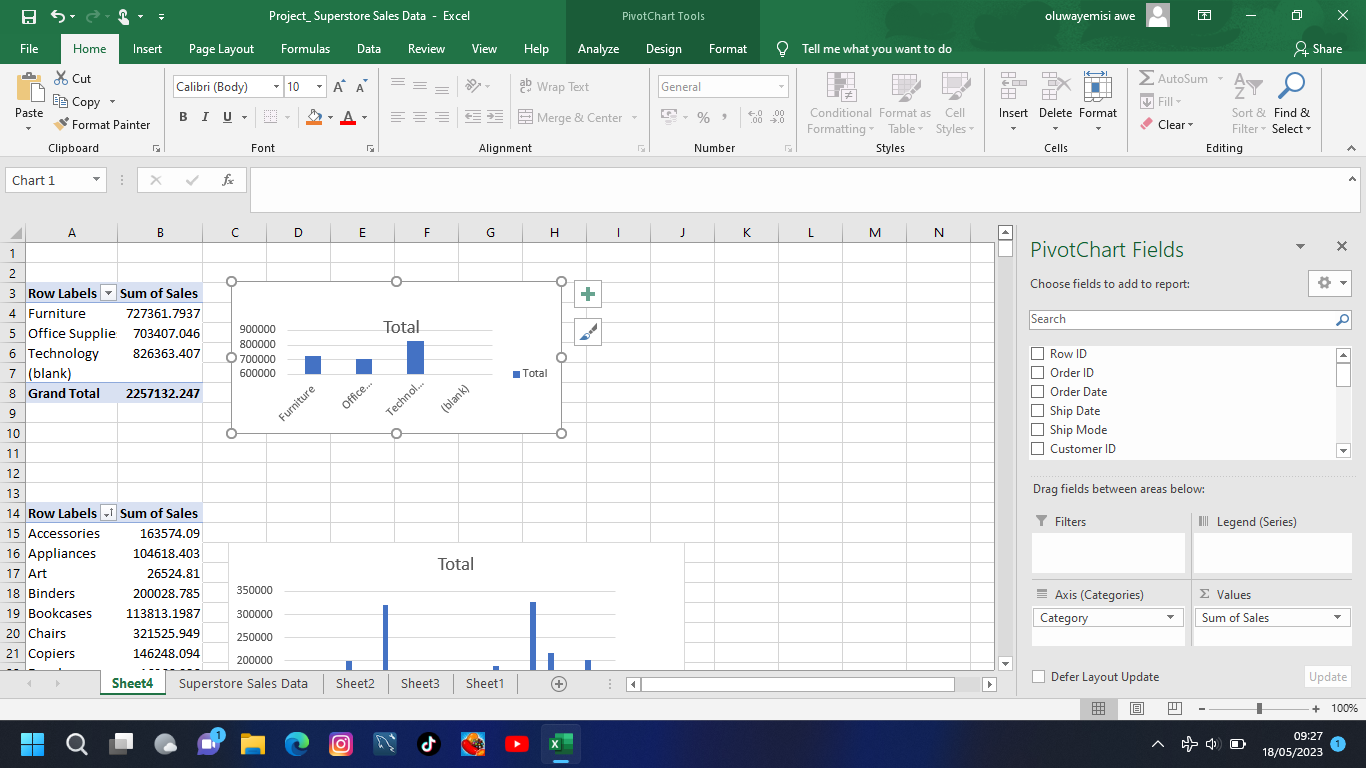 Project_ Superstore Sales Data - Excel
PivotChart Tools
oluwayemisi awe
File Home Insert Page Layout Formulas Data Review View Help Analyze Design Format Tell me what you want to do Share
Cut
Copy
Format Painter
Paste
Clipboard
Calibri (Body) 10
B I U
Font
Wrap Text
Merge & Center
Alignment
General
Number
Conditional Formatting
Format as Table
Cell Styles
Styles
Insert Delete Format
Cells
AutoSum
Fill
Clear
Sort & Filter
Find & Select
Editing
Chart 1
fx
A B C D E F G H I J K L M N
1
2
3 Row Labels Sum of Sales
4 Furniture 727361.7937
5 Office Supplie 703407.046
6 Technology 826363.407
7 (blank)
8 Grand Total 2257132.247
9
10
11
12
13
14 Row Labels Sum of Sales
15 Accessories 163574.09
16 Appliances 104618.403
17 Art 26524.81
18 Binders 200028.785
19 Bookcases 113813.1987
20 Chairs 321525.949
21 Copiers 146248.094
Total
900000
800000
700000
600000
Furniture Office... Technol... (blank)
Total
Total
350000
300000
250000
200000
PivotChart Fields
Choose fields to add to report:
Search
Row ID
Order ID
Order Date
Ship Date
Ship Mode
Customer ID
Drag fields between areas below:
Filters Legend (Series)
Axis (Categories) Σ Values
Category Sum of Sales
Defer Layout Update Update
Sheet4 Superstore Sales Data Sheet2 Sheet3 Sheet1
100%
1
09:27
18/05/2023
1